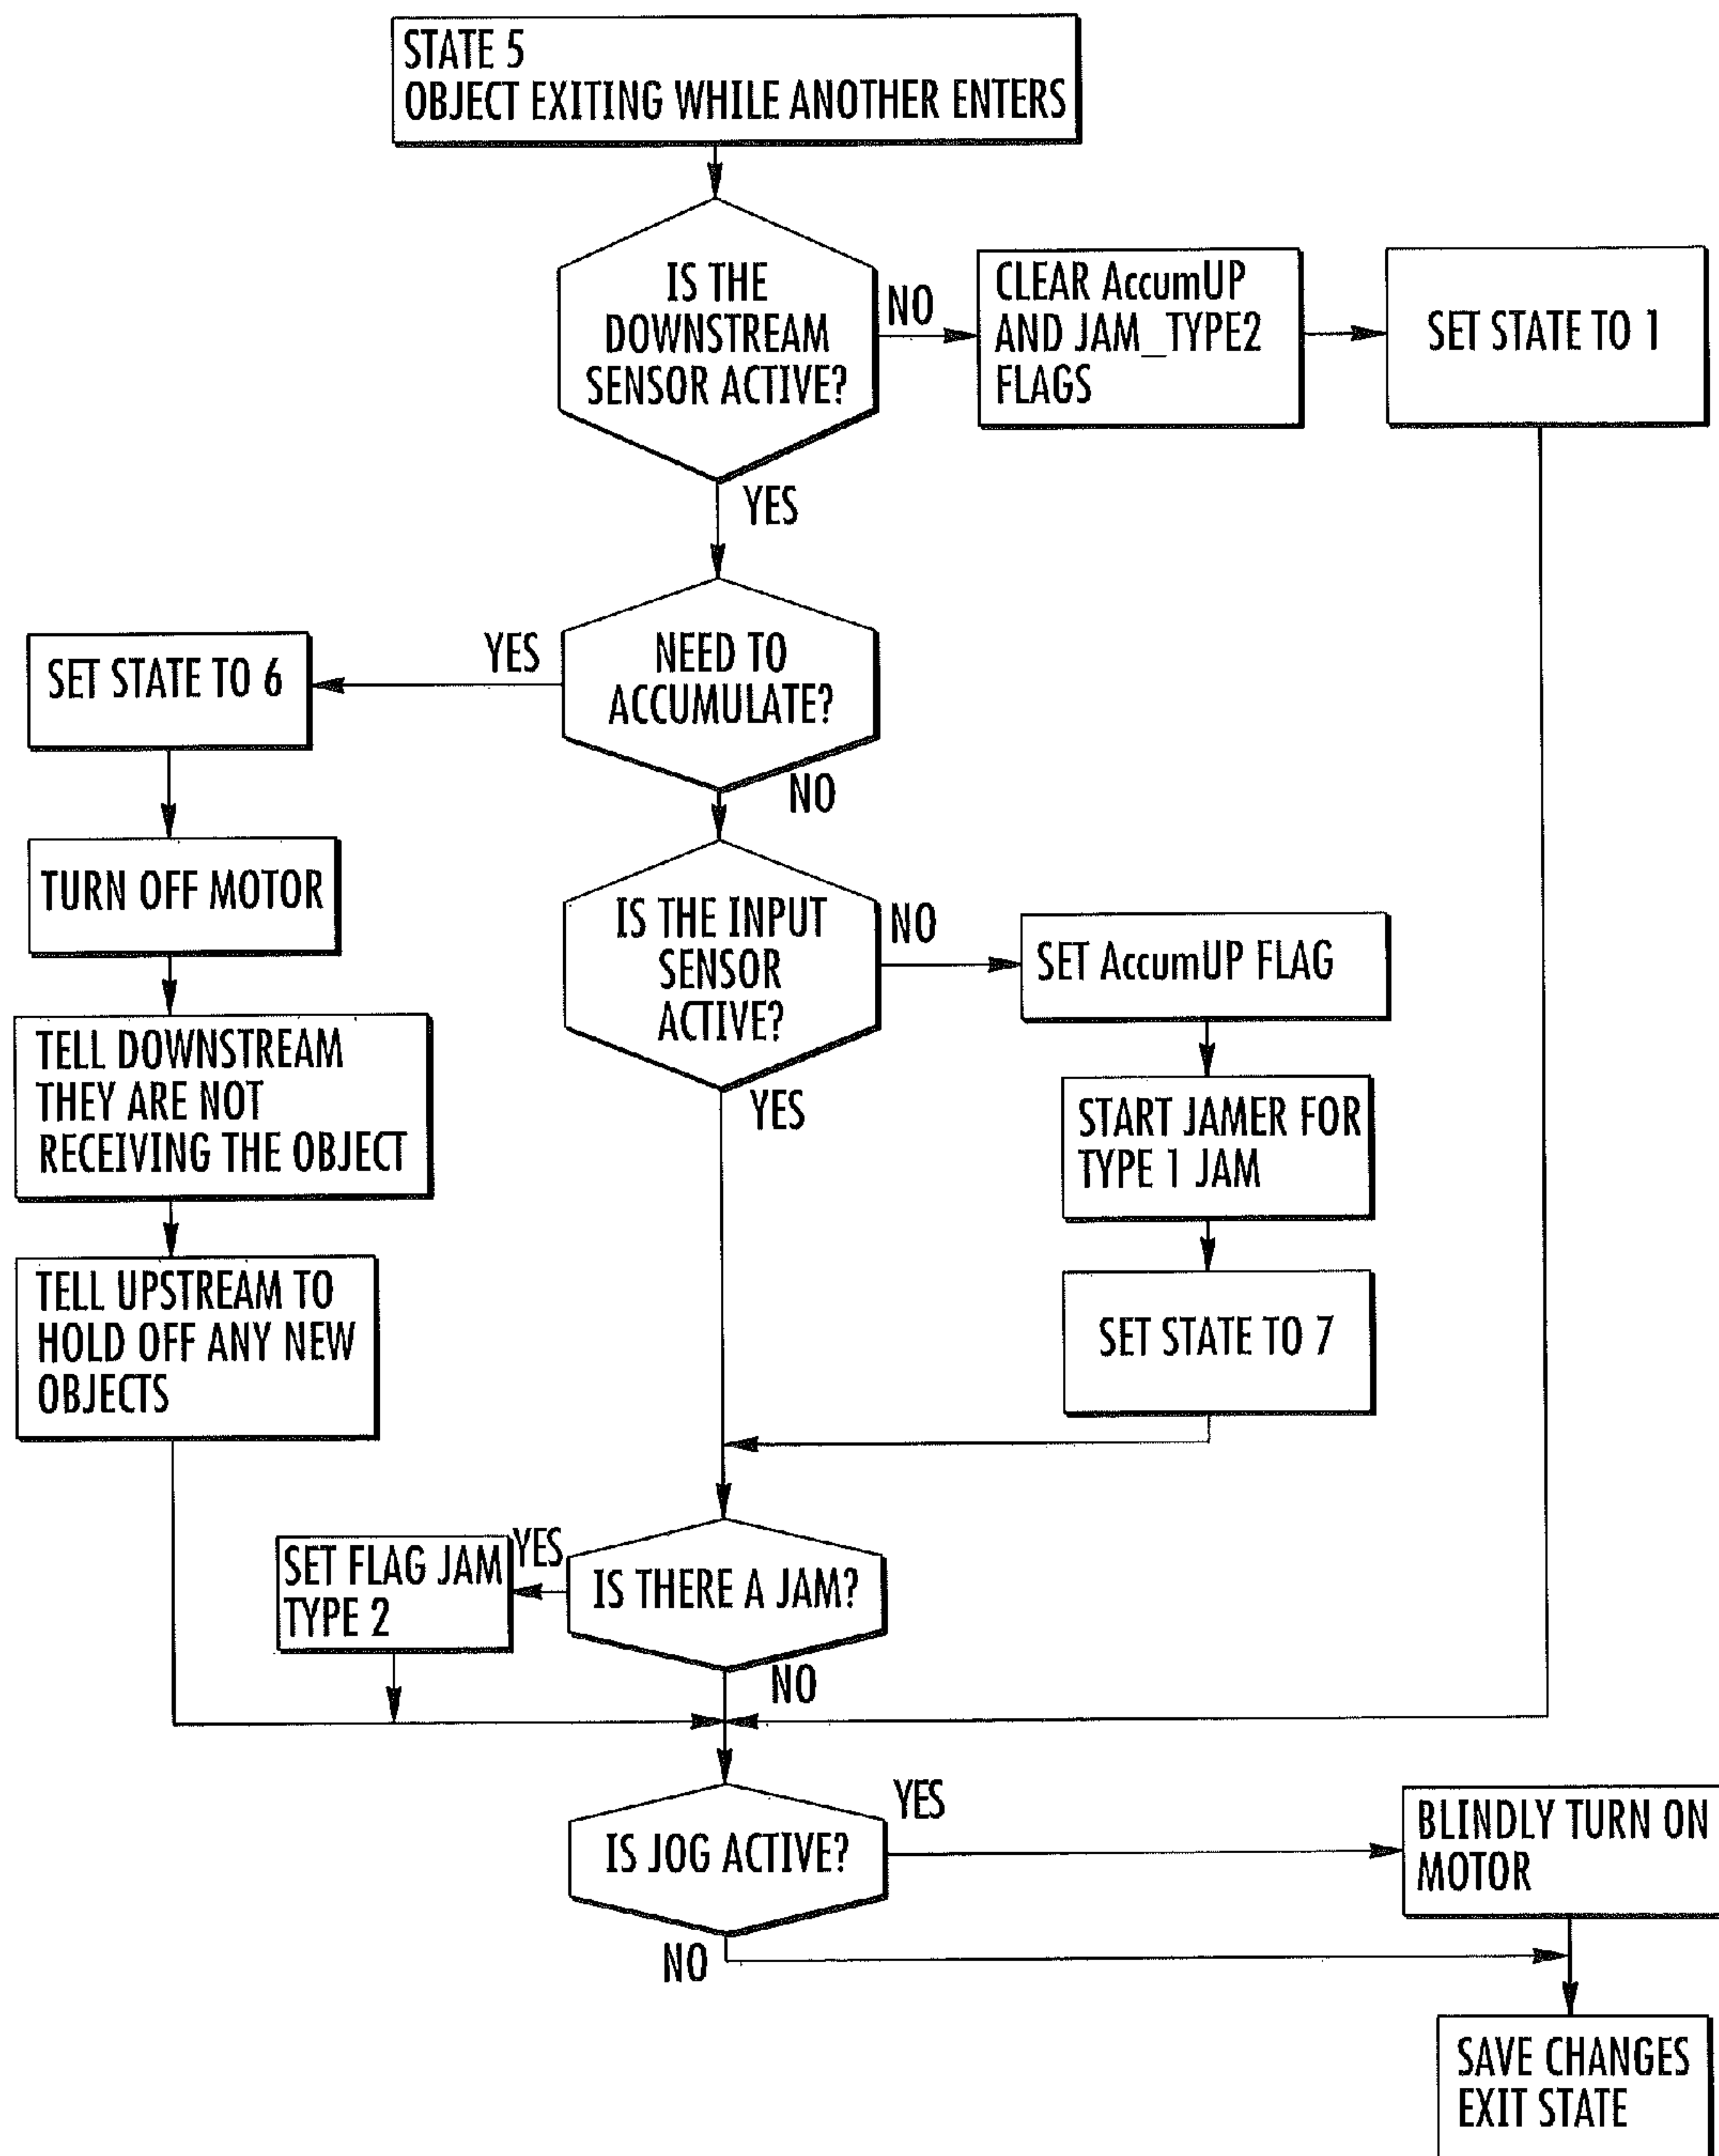 STATE 5
OBJECT EXITING WHILE ANOTHER ENTERS
IS THE
DOWNSTREAM
SENSOR ACTIVE?
NO
CLEAR AccumUP
AND JAM_TYPE2
FLAGS
SET STATE TO 1
YES
NEED TO
ACCUMULATE?
YES
SET STATE TO 6
NO
TURN OFF MOTOR
IS THE INPUT
SENSOR
ACTIVE?
NO
SET AccumUP FLAG
TELL DOWNSTREAM
THEY ARE NOT
RECEIVING THE OBJECT
YES
START JAMER FOR
TYPE 1 JAM
TELL UPSTREAM TO
HOLD OFF ANY NEW
OBJECTS
SET STATE TO 7
IS THERE A JAM?
YES
SET FLAG JAM
TYPE 2
NO
IS JOG ACTIVE?
YES
BLINDLY TURN ON
MOTOR
NO
SAVE CHANGES
EXIT STATE